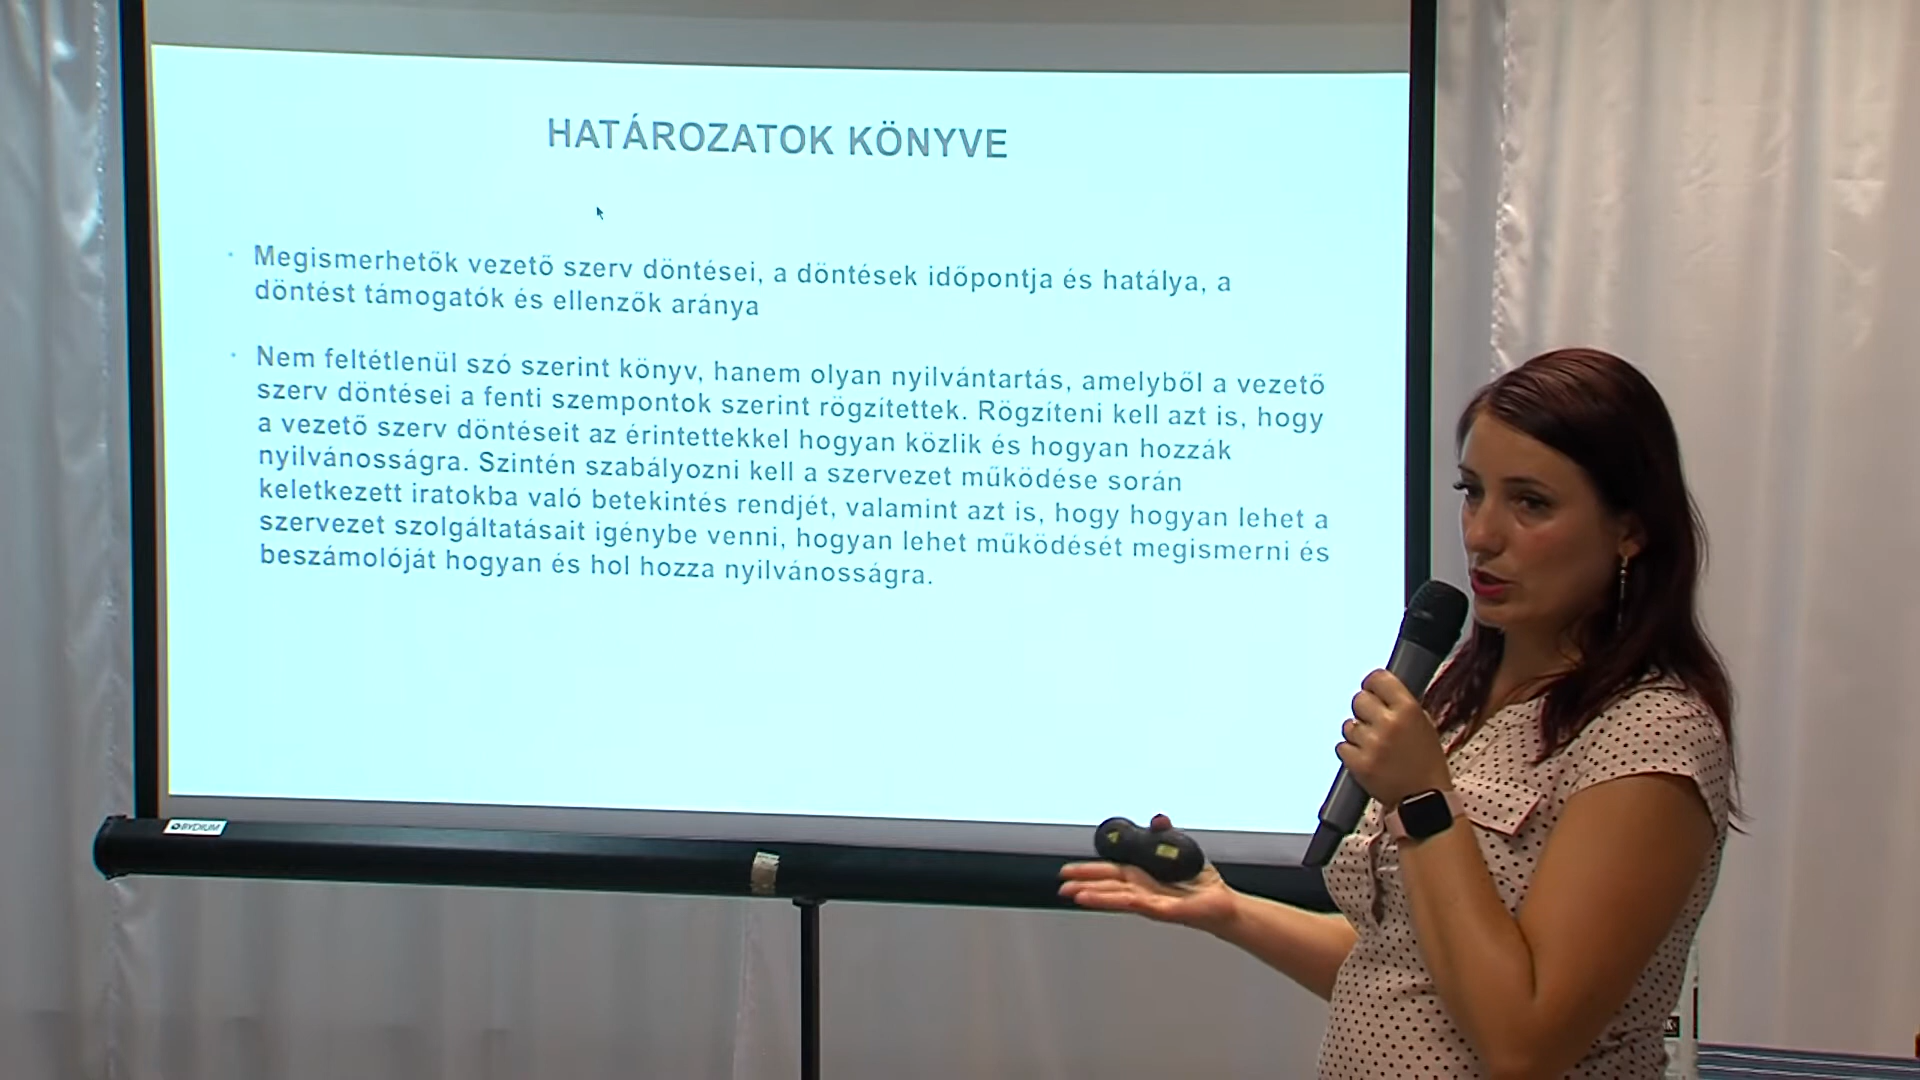 HATÁROZATOK KÖNYVE
Megismerhetők vezető szerv döntései, a döntések időpontja és hatálya, a
döntést támogatók és ellenzők aránya
Nem feltétlenül szó szerint könyv, hanem olyan nyilvántartás, amelyből a vezető
szerv döntései a fenti szempontok szerint rögzítettek. Rögzíteni kell azt is, hogy
a vezető szerv döntéseit az érintettekkel hogyan közlik és hogyan hozzák
nyilvánosságra. Szintén szabályozni kell a szervezet működése során
keletkezett iratokba való betekintés rendjét, valamint azt is, hogy hogyan lehet a
szervezet szolgáltatásait igénybe venni, hogyan lehet működését megismerni és
beszámolóját hogyan és hol hozza nyilvánosságra.
BYDIUM